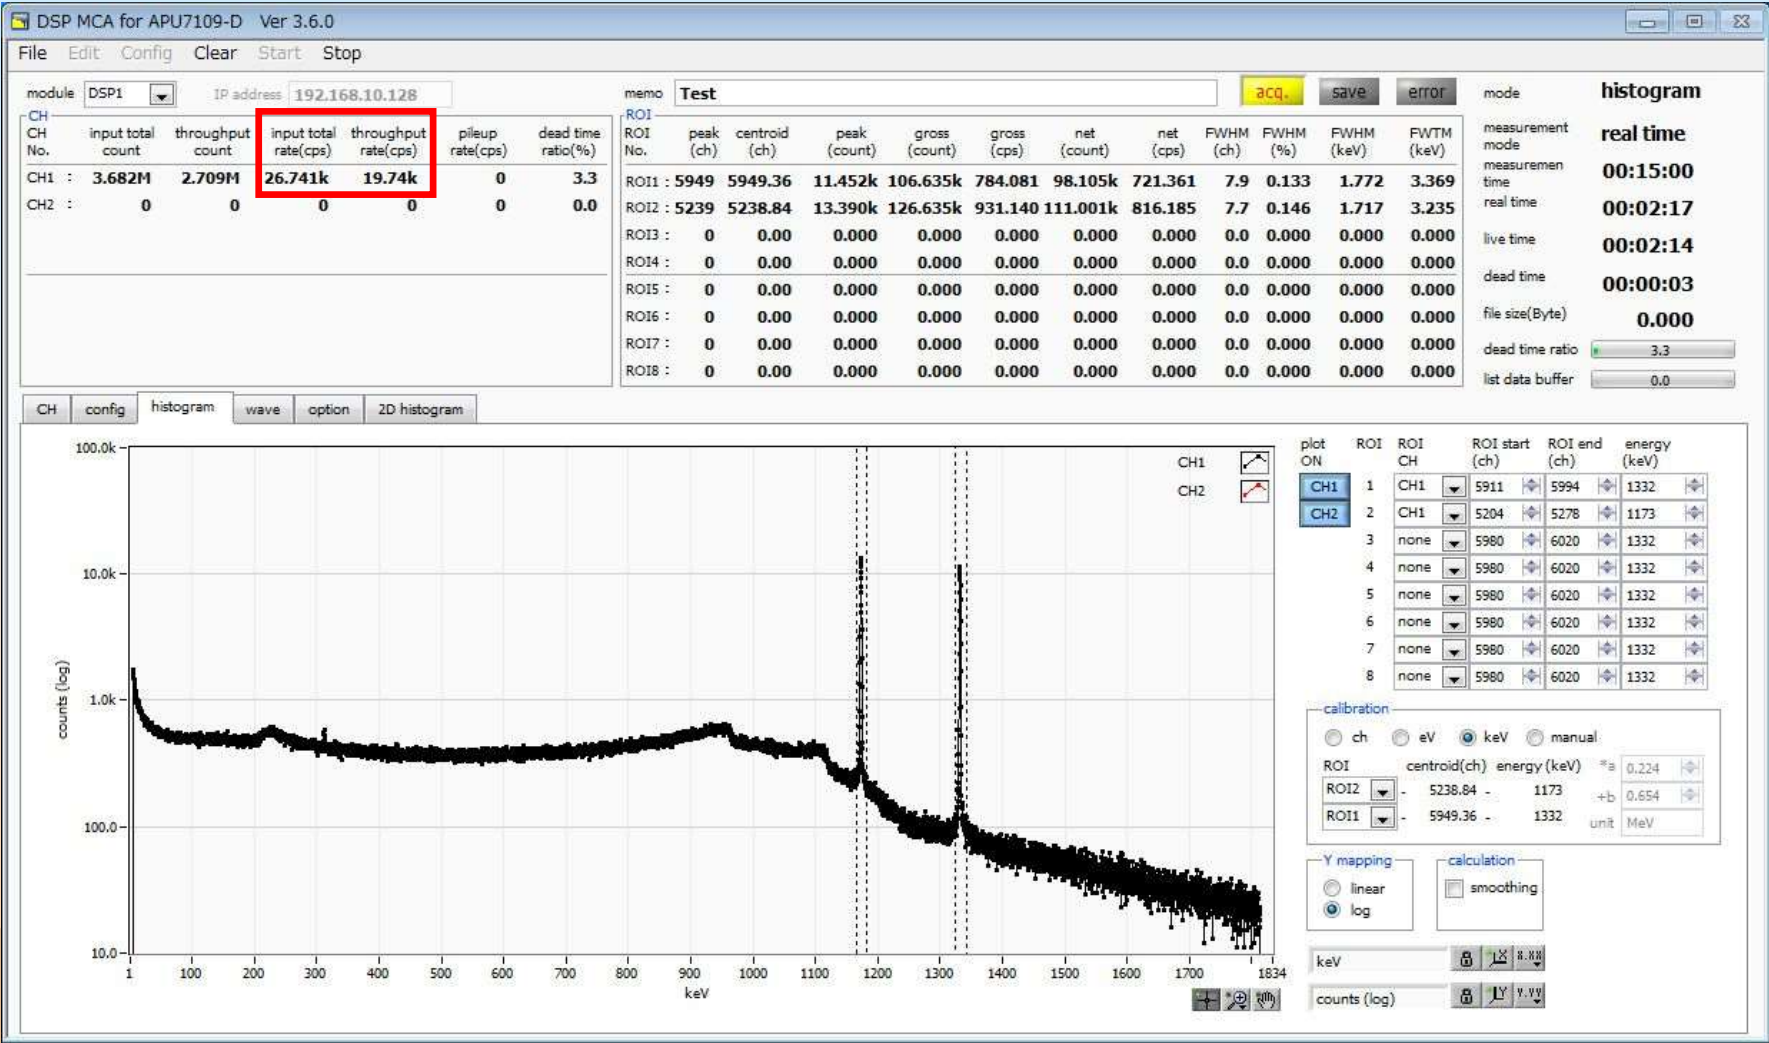 DSP MCA for APU7109-D Ver 3.6.0
File Edit Config Clear Start Stop
module DSP1 IP address 192.168.10.128 memo Test acq. save error mode histogram
CH
CH No. input total count throughput count input total rate(cps) throughput rate(cps) pileup rate(cps) dead time ratio(%)
CH1 : 3.682M 2.709M 26.741k 19.74k 0 3.3
CH2 : 0 0 0 0 0 0.0
ROI
ROI No. peak (ch) centroid (ch) peak (count) gross (count) gross (cps) net (count) net (cps) FWHM (ch) FWHM (%) FWHM (keV) FWTM (keV)
ROI1 : 5949 5949.36 11.452k 106.635k 784.081 98.105k 721.361 7.9 0.133 1.772 3.369
ROI2 : 5239 5238.84 13.390k 126.635k 931.140 111.001k 816.185 7.7 0.146 1.717 3.235
ROI3 : 0 0.00 0.000 0.000 0.000 0.000 0.000 0.0 0.000 0.000 0.000
ROI4 : 0 0.00 0.000 0.000 0.000 0.000 0.000 0.0 0.000 0.000 0.000
ROI5 : 0 0.00 0.000 0.000 0.000 0.000 0.000 0.0 0.000 0.000 0.000
ROI6 : 0 0.00 0.000 0.000 0.000 0.000 0.000 0.0 0.000 0.000 0.000
ROI7 : 0 0.00 0.000 0.000 0.000 0.000 0.000 0.0 0.000 0.000 0.000
ROI8 : 0 0.00 0.000 0.000 0.000 0.000 0.000 0.0 0.000 0.000 0.000
measurement mode real time
measuremen time 00:15:00
real time 00:02:17
live time 00:02:14
dead time 00:00:03
file size(Byte) 0.000
dead time ratio 3.3
list data buffer 0.0
CH config histogram wave option 2D histogram
100.0k
10.0k
1.0k
100.0
10.0
counts (log)
1 100 200 300 400 500 600 700 800 900 1000 1100 1200 1300 1400 1500 1600 1700 1834
keV
CH1
CH2
plot ON ROI ROI CH ROI start (ch) ROI end (ch) energy (keV)
CH1 1 CH1 5911 5994 1332
CH2 2 CH1 5204 5278 1173
3 none 5980 6020 1332
4 none 5980 6020 1332
5 none 5980 6020 1332
6 none 5980 6020 1332
7 none 5980 6020 1332
8 none 5980 6020 1332
calibration
ch eV keV manual
ROI centroid(ch) energy (keV) *a 0.224
ROI2 - 5238.84 - 1173 +b 0.654
ROI1 - 5949.36 - 1332 unit MeV
Y mapping calculation
linear smoothing
log
keV X X.XX
counts (log) Y Y.YY